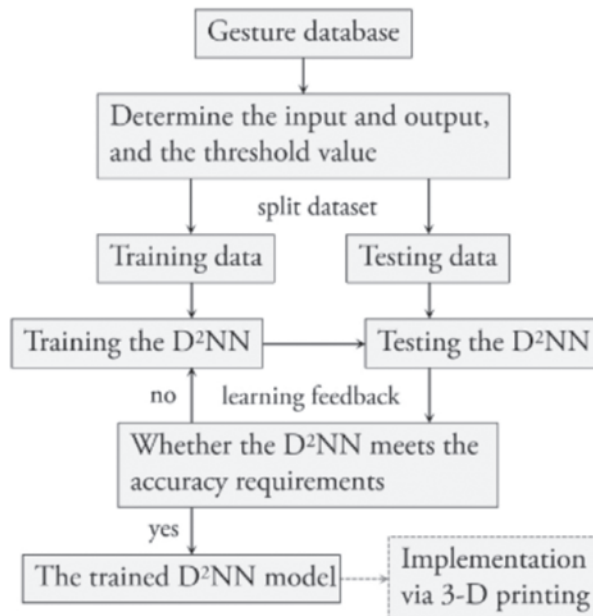 Gesture database
Determine the input and output,
and the threshold value
split dataset
Training data
Testing data
Training the D²NN
Testing the D²NN
no
learning feedback
Whether the D²NN meets the
accuracy requirements
yes
The trained D²NN model
Implementation
via 3-D printing